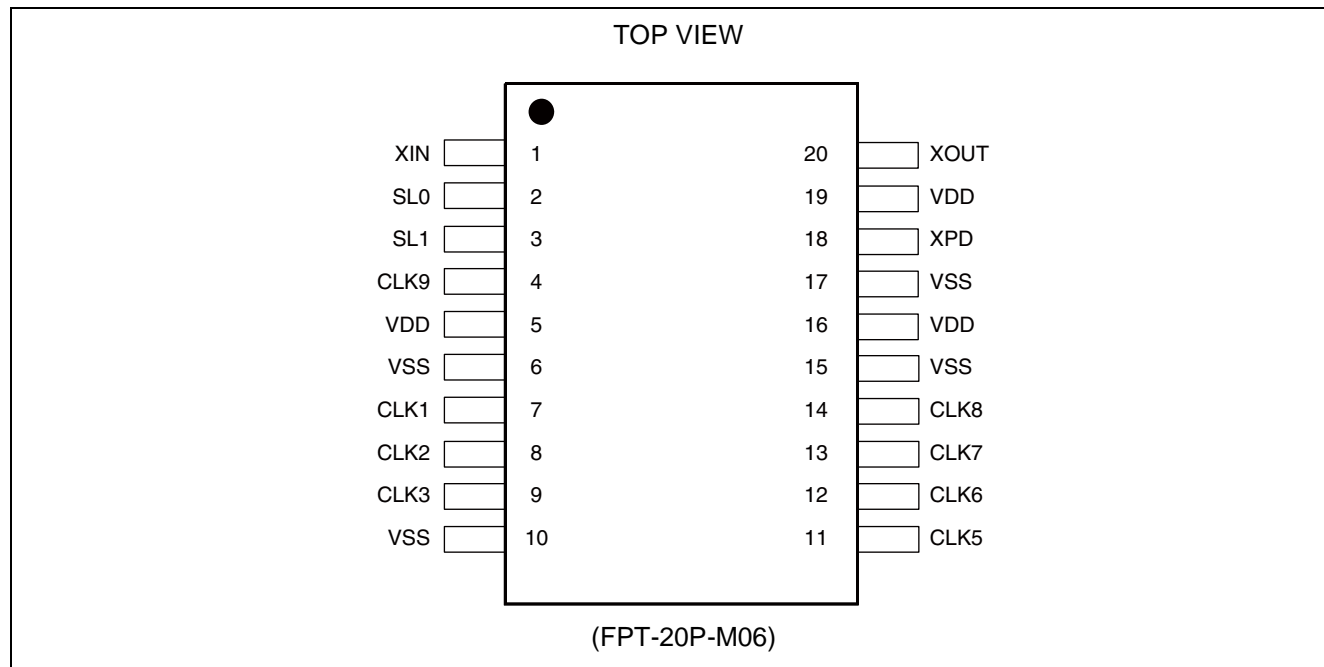 TOP VIEW
XIN 1 20 XOUT
SL0 2 19 VDD
SL1 3 18 XPD
CLK9 4 17 VSS
VDD 5 16 VDD
VSS 6 15 VSS
CLK1 7 14 CLK8
CLK2 8 13 CLK7
CLK3 9 12 CLK6
VSS 10 11 CLK5
(FPT-20P-M06)